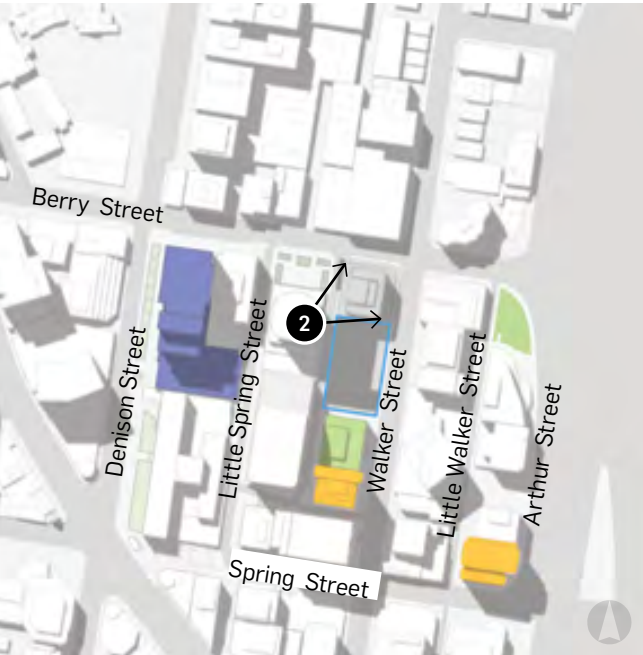 Berry Street
2
Denison Street
Little Spring Street
Walker Street
Little Walker Street
Arthur Street
Spring Street